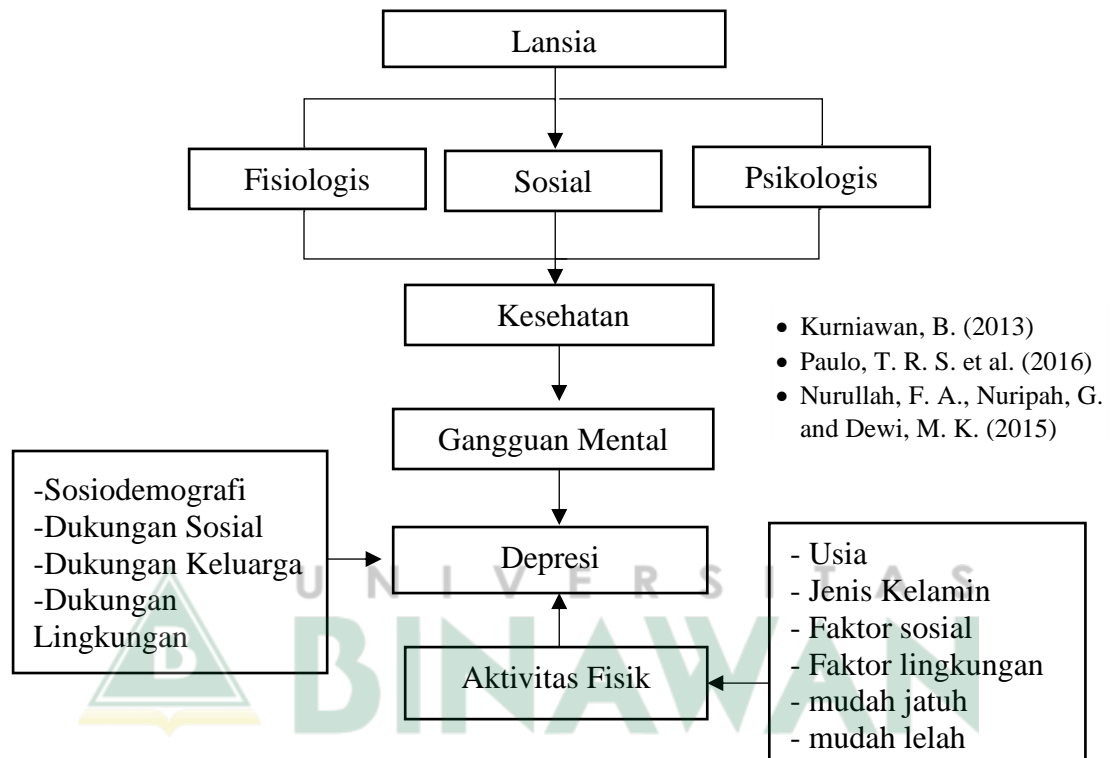 Lansia
Fisiologis
Sosial
Psikologis
Kesehatan
• Kurniawan, B. (2013)
• Paulo, T. R. S. et al. (2016)
• Nurullah, F. A., Nuripah, G.
and Dewi, M. K. (2015)
Gangguan Mental
-Sosiodemografi
-Dukungan Sosial
-Dukungan Keluarga
-Dukungan
Lingkungan
Depresi
- Usia
- Jenis Kelamin
- Faktor sosial
- Faktor lingkungan
- mudah jatuh
- mudah lelah
Aktivitas Fisik
UNIVERSITAS
BINAWAN